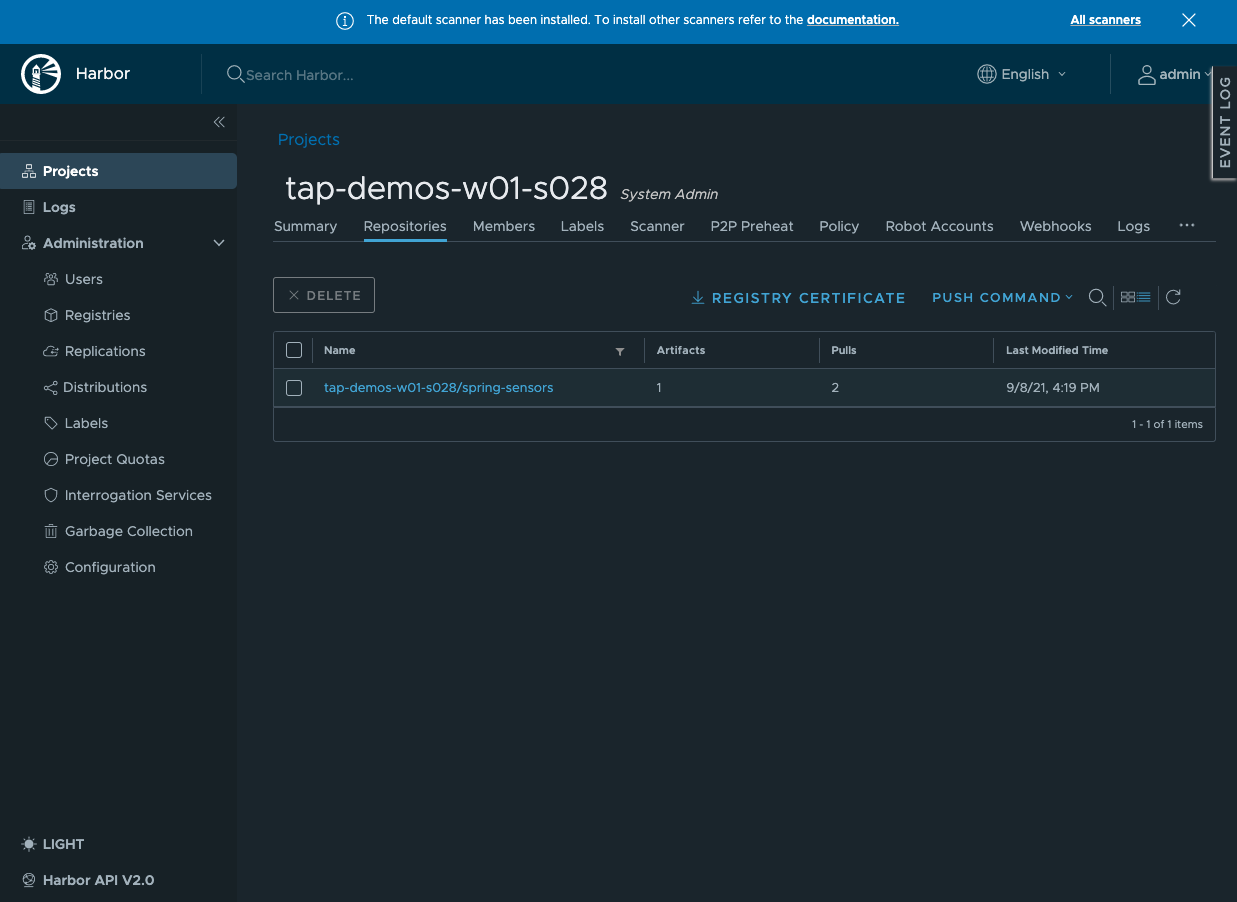 The default scanner has been installed. To install other scanners refer to the documentation. All scanners
Harbor Search Harbor... English admin
EVENT LOG
Projects
Logs
Administration
Users
Registries
Replications
Distributions
Labels
Project Quotas
Interrogation Services
Garbage Collection
Configuration
LIGHT
Harbor API V2.0
Projects
tap-demos-w01-s028 System Admin
Summary Repositories Members Labels Scanner P2P Preheat Policy Robot Accounts Webhooks Logs ...
DELETE REGISTRY CERTIFICATE PUSH COMMAND
Name Artifacts Pulls Last Modified Time
tap-demos-w01-s028/spring-sensors 1 2 9/8/21, 4:19 PM
1 - 1 of 1 items